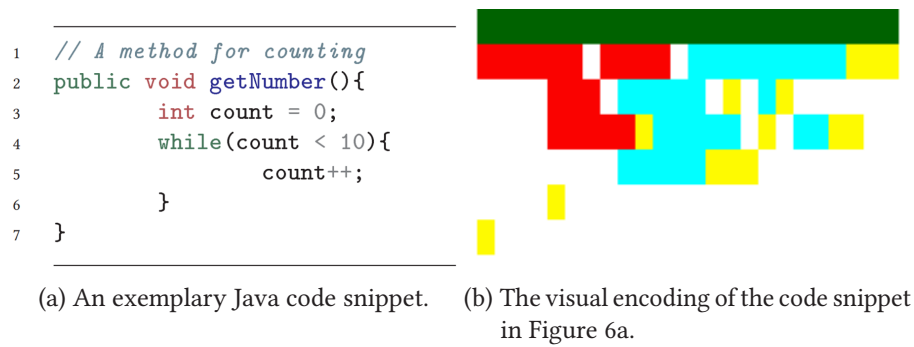 1 // A method for counting
2 public void getNumber(){
3 int count = 0;
4 while(count < 10){
5 count++;
6 }
7 }
(a) An exemplary Java code snippet.
(b) The visual encoding of the code snippet
in Figure 6a.